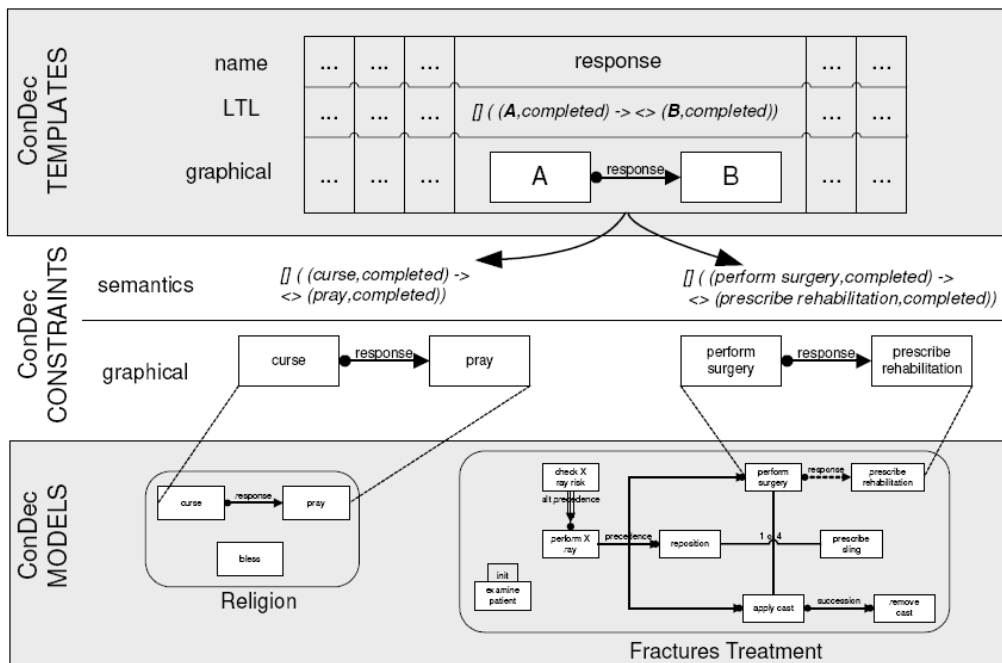 ConDec
TEMPLATES
name
... ... ... response ... ...
LTL
... ... ... [] ( (A,completed) -> <> (B,completed)) ... ...
graphical
... ... ... A response B ... ...
ConDec
CONSTRAINTS
semantics
[] ( (curse,completed) ->
<> (pray,completed))
[] ( (perform surgery,completed) ->
<> (prescribe rehabilitation,completed))
graphical
curse
response
pray
perform
surgery
response
prescribe
rehabilitation
ConDec
MODELS
curse
response
pray
bless
Religion
check X
ray risk
alt.precedence
perform X
ray
precedence
reposition
1 of 4
prescribe
sling
perform
surgery
response
prescribe
rehabilitation
init
examine
patient
apply cast
succession
remove
cast
Fractures Treatment